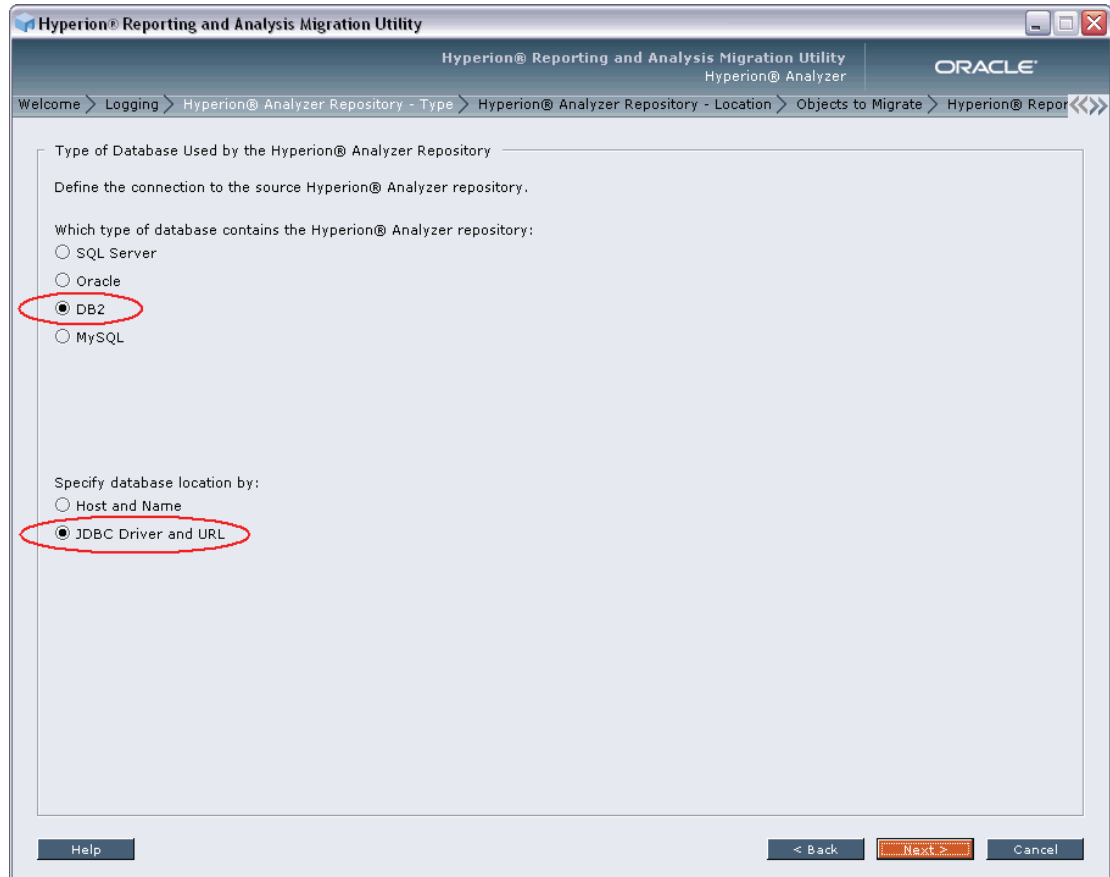 Hyperion® Reporting and Analysis Migration Utility
Hyperion® Reporting and Analysis Migration Utility
Hyperion® Analyzer
ORACLE®
Welcome > Logging > Hyperion® Analyzer Repository - Type > Hyperion® Analyzer Repository - Location > Objects to Migrate > Hyperion® Repor
Type of Database Used by the Hyperion® Analyzer Repository
Define the connection to the source Hyperion® Analyzer repository.
Which type of database contains the Hyperion® Analyzer repository:
SQL Server
Oracle
DB2
MySQL
Specify database location by:
Host and Name
JDBC Driver and URL
Help < Back Next > Cancel